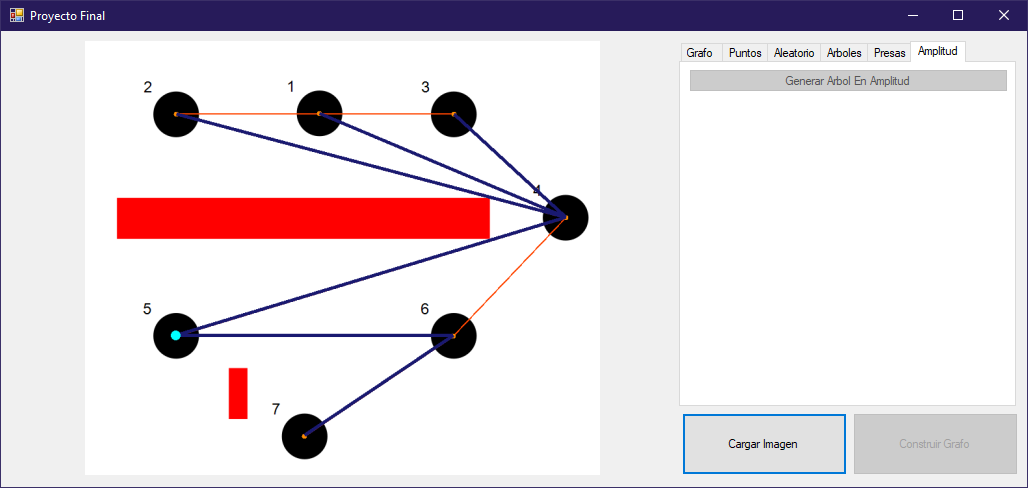 Proyecto Final
Grafo Puntos Aleatorio Arboles Presas Amplitud
Generar Arbol En Amplitud
2 1 3
4
5 6
7
Cargar Imagen Construir Grafo